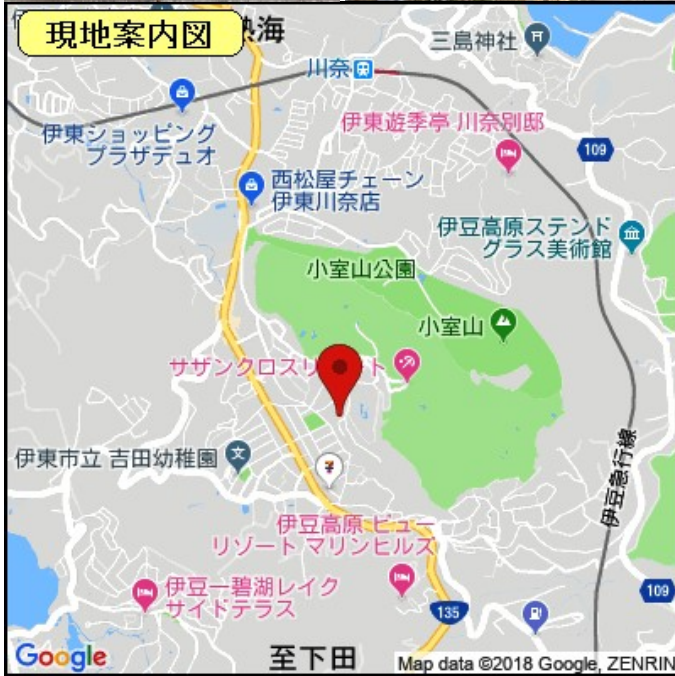 現地案内図
熱海
三島神社
川奈
伊東ショッピング
プラザデュオ
伊東遊季亭 川奈別邸
109
西松屋チェーン
伊東川奈店
伊豆高原ステンド
グラス美術館
小室山公園
小室山
サザンクロスリ
ト
伊東市立 吉田幼稚園
伊豆急行線
伊豆高原 ビュー
リゾート マリンヒルズ
伊豆一碧湖レイク
サイドテラス
109
135
Google
至下田
Map data ©2018 Google, ZENRIN